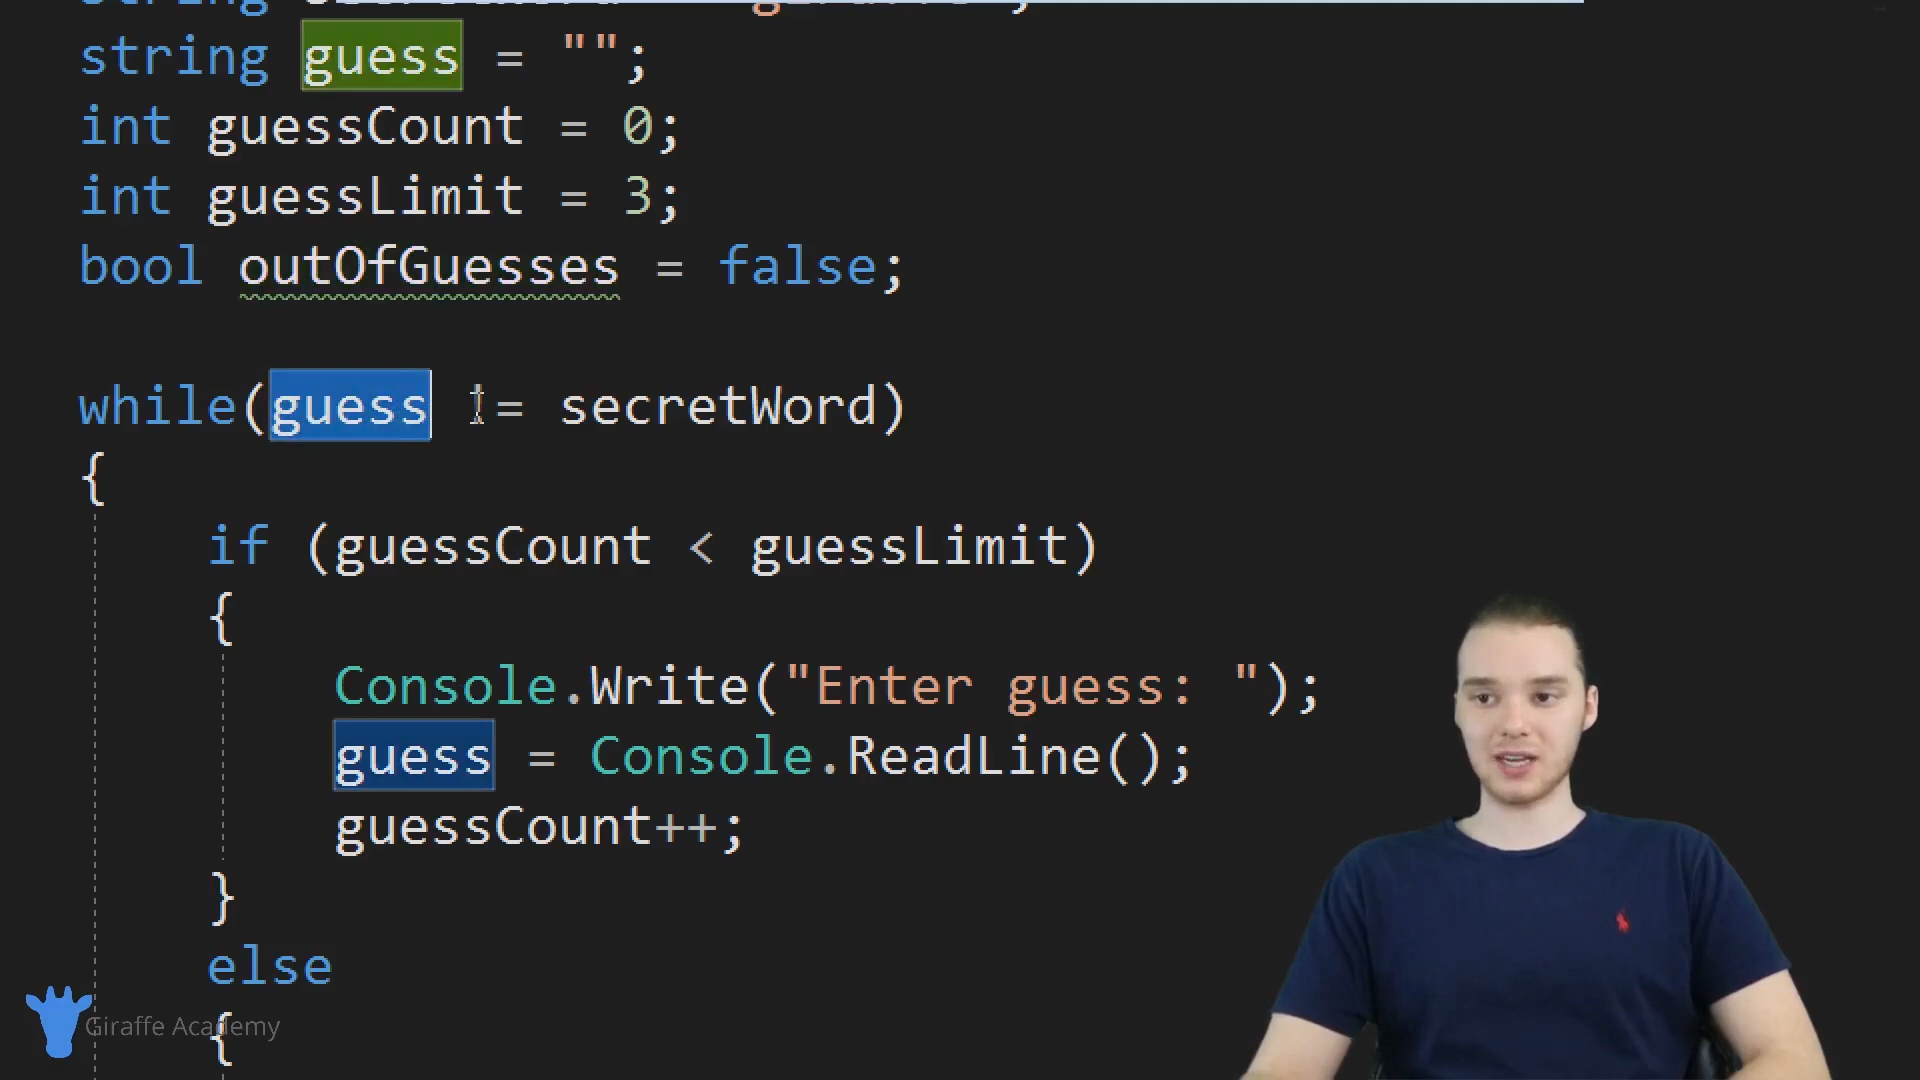 string guess = "";
int guessCount = 0;
int guessLimit = 3;
bool outOfGuesses = false;
while(guess != secretWord)
{
if (guessCount < guessLimit)
{
Console.Write("Enter guess: ");
guess = Console.ReadLine();
guessCount++;
}
else
{
Giraffe Academy